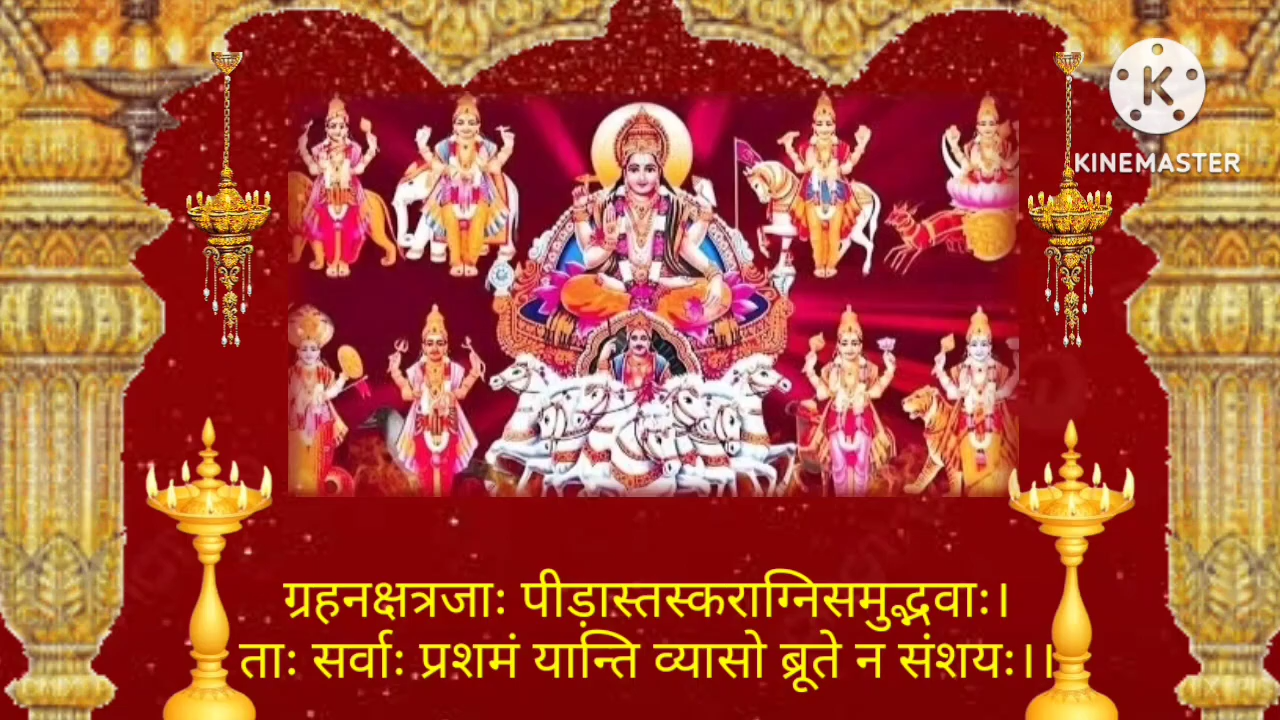 KINEMASTER
ग्रहनक्षत्रजाः पीड़ास्तस्कराग्निसमुद्भवाः।
ताः सर्वाः प्रशमं यान्ति व्यासो ब्रूते न संशयः।।